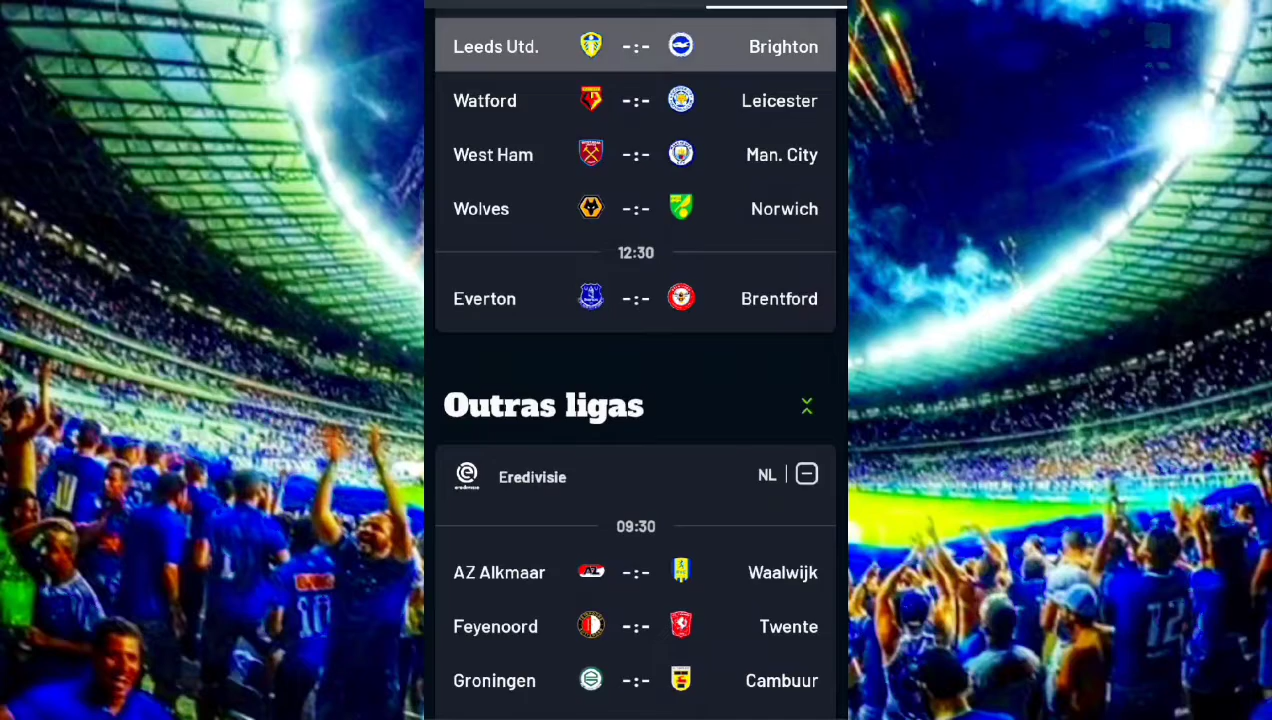 Leeds Utd. -:- Brighton
Watford -:- Leicester
West Ham -:- Man. City
Wolves -:- Norwich
12:30
Everton -:- Brentford
Outras ligas
Eredivisie NL
09:30
AZ Alkmaar -:- Waalwijk
Feyenoord -:- Twente
Groningen -:- Cambuur